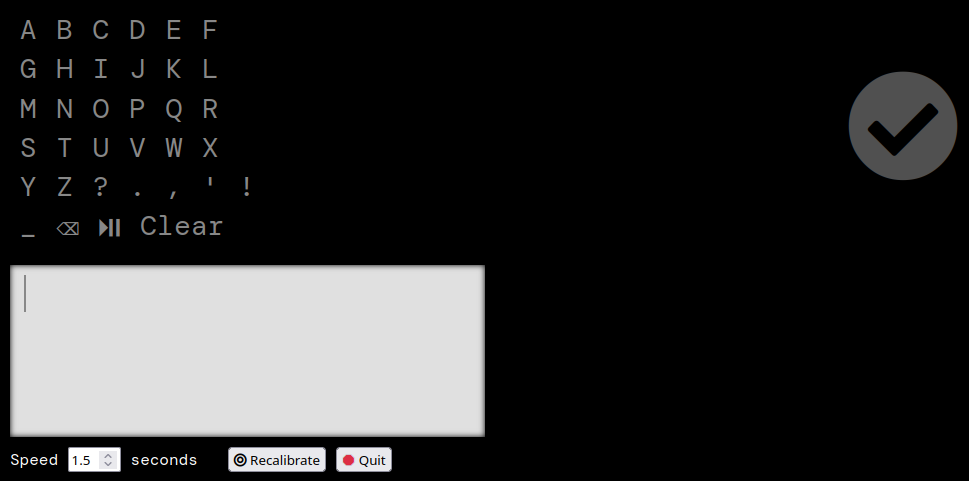 A B C D E F
G H I J K L
M N O P Q R
S T U V W X
Y Z ? . , ' !
_ ⌫ ⏯ Clear
Speed 1.5 seconds Recalibrate Quit